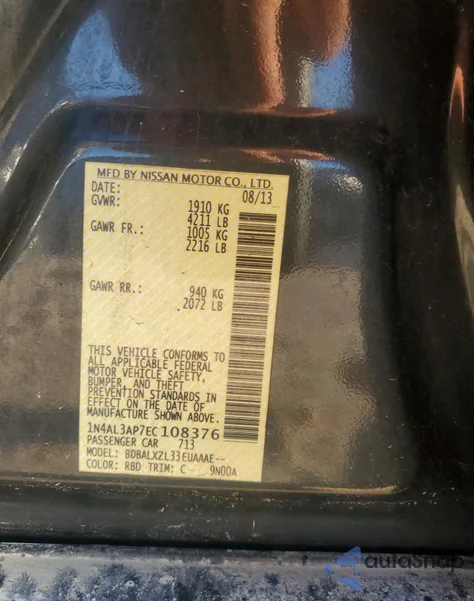 MFD BY NISSAN MOTOR CO., LTD.
DATE: 08/13
GVWR: 1910 KG
4211 LB
GAWR FR.: 1005 KG
2216 LB
GAWR RR.: 940 KG
2072 LB
THIS VEHICLE CONFORMS TO
ALL APPLICABLE FEDERAL
MOTOR VEHICLE SAFETY,
BUMPER, AND THEFT
PREVENTION STANDARDS IN
EFFECT ON THE DATE OF
MANUFACTURE SHOWN ABOVE.
1N4AL3AP7EC108376
PASSENGER CAR 713
MODEL: BDBALXZL33EUAAAE--
COLOR: RBD TRIM: C 9N00A
autosnap